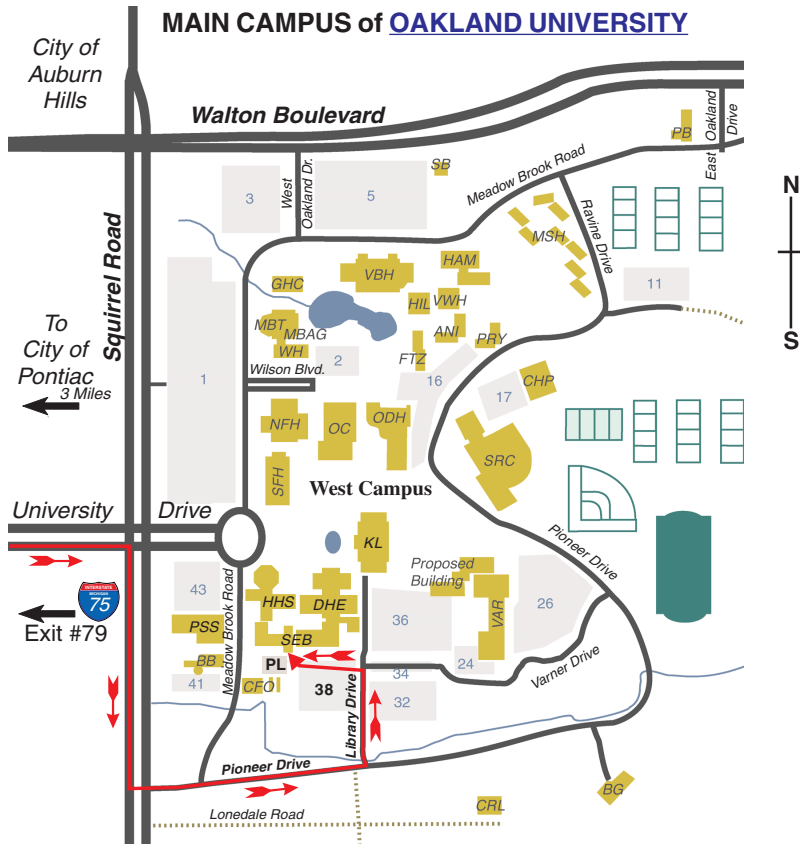 MAIN CAMPUS of OAKLAND UNIVERSITY
City of
Auburn
Hills
Walton Boulevard
PB
East Oakland
Drive
SB
Meadow Brook Road
3
West
Oakland Dr.
5
N
MSH
Ravine Drive
HAM
VBH
GHC
11
HIL
VWH
S
Squirrel Road
MBT
MBAG
ANI
PRY
To
City of
Pontiac
3 Miles
WH
2
FTZ
Wilson Blvd.
1
16
17
CHP
NFH
OC
ODH
SRC
SFH
West Campus
University
Drive
KL
Pioneer Drive
INTERSTATE
MICHIGAN
75
Exit #79
43
Meadow Brook Road
HHS
DHE
Proposed
Building
VAR
26
36
PSS
SEB
BB
PL
24
Varner Drive
34
41
CFO
38
Library Drive
32
Pioneer Drive
BG
CRL
Lonedale Road